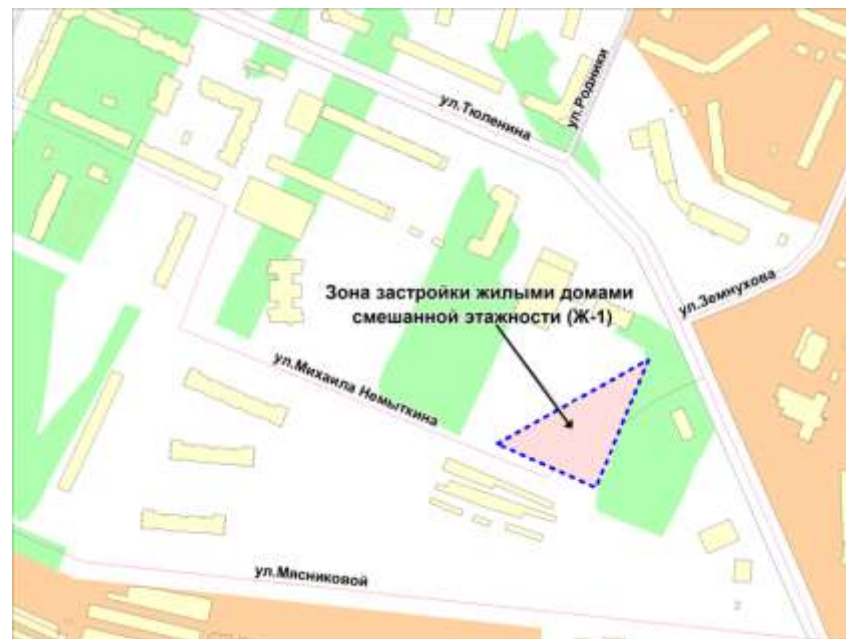 ул.Тюленина
ул.Родники
Зона застройки жилыми домами
смешанной этажности (Ж-1)
ул.Земнухова
ул.Михаила Немыткина
ул.Мясниковой